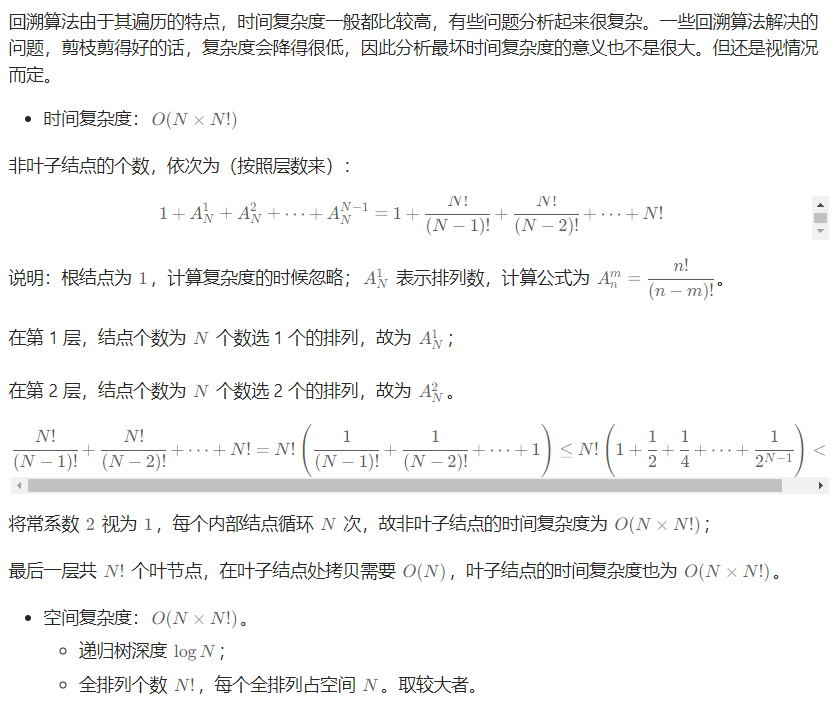 回溯算法由于其遍历的特点，时间复杂度一般都比较高，有些问题分析起来很复杂。一些回溯算法解决的
问题，剪枝剪得好的话，复杂度会降得很低，因此分析最坏时间复杂度的意义也不是很大。但还是视情况
而定。
• 时间复杂度：$O(N \times N!)$
非叶子结点的个数，依次为（按照层数来）：
$1 + A_N^1 + A_N^2 + \cdots + A_N^{N-1} = 1 + \frac{N!}{(N-1)!} + \frac{N!}{(N-2)!} + \cdots + N!$
说明：根结点为 $1$，计算复杂度的时候忽略；$A_N^1$ 表示排列数，计算公式为 $A_n^m = \frac{n!}{(n-m)!}$。
在第 1 层，结点个数为 $N$ 个数选 1 个的排列，故为 $A_N^1$；
在第 2 层，结点个数为 $N$ 个数选 2 个的排列，故为 $A_N^2$。
$\frac{N!}{(N-1)!} + \frac{N!}{(N-2)!} + \cdots + N! = N! \left( \frac{1}{(N-1)!} + \frac{1}{(N-2)!} + \cdots + 1 \right) \leq N! \left( 1 + \frac{1}{2} + \frac{1}{4} + \cdots + \frac{1}{2^{N-1}} \right) <$
将常系数 $2$ 视为 $1$，每个内部结点循环 $N$ 次，故非叶子结点的时间复杂度为 $O(N \times N!)$；
最后一层共 $N!$ 个叶节点，在叶子结点处拷贝需要 $O(N)$，叶子结点的时间复杂度也为 $O(N \times N!)$。
• 空间复杂度：$O(N \times N!)$。
◦ 递归树深度 $\log N$；
◦ 全排列个数 $N!$，每个全排列占空间 $N$。取较大者。